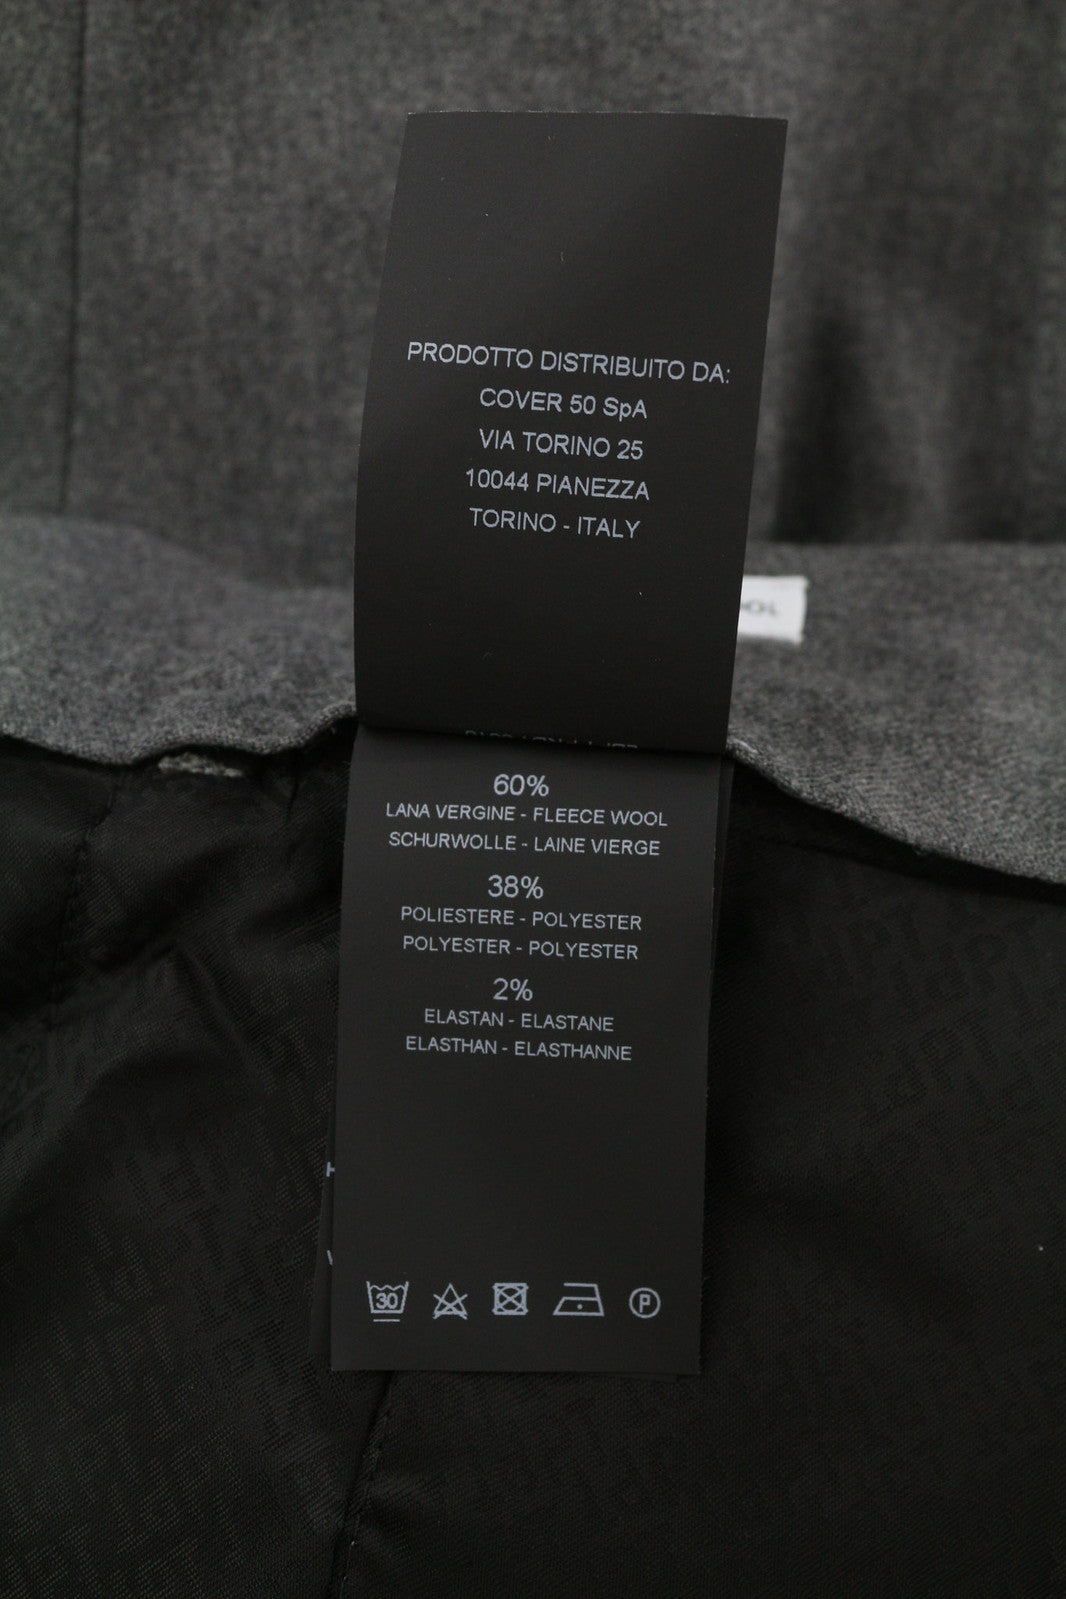 PRODOTTO DISTRIBUITO DA:
COVER 50 SpA
VIA TORINO 25
10044 PIANEZZA
TORINO - ITALY
60%
LANA VERGINE - FLEECE WOOL
SCHURWOLLE - LAINE VIERGE
38%
POLIESTERE - POLYESTER
POLYESTER - POLYESTER
2%
ELASTAN - ELASTANE
ELASTHAN - ELASTHANNE
30
P